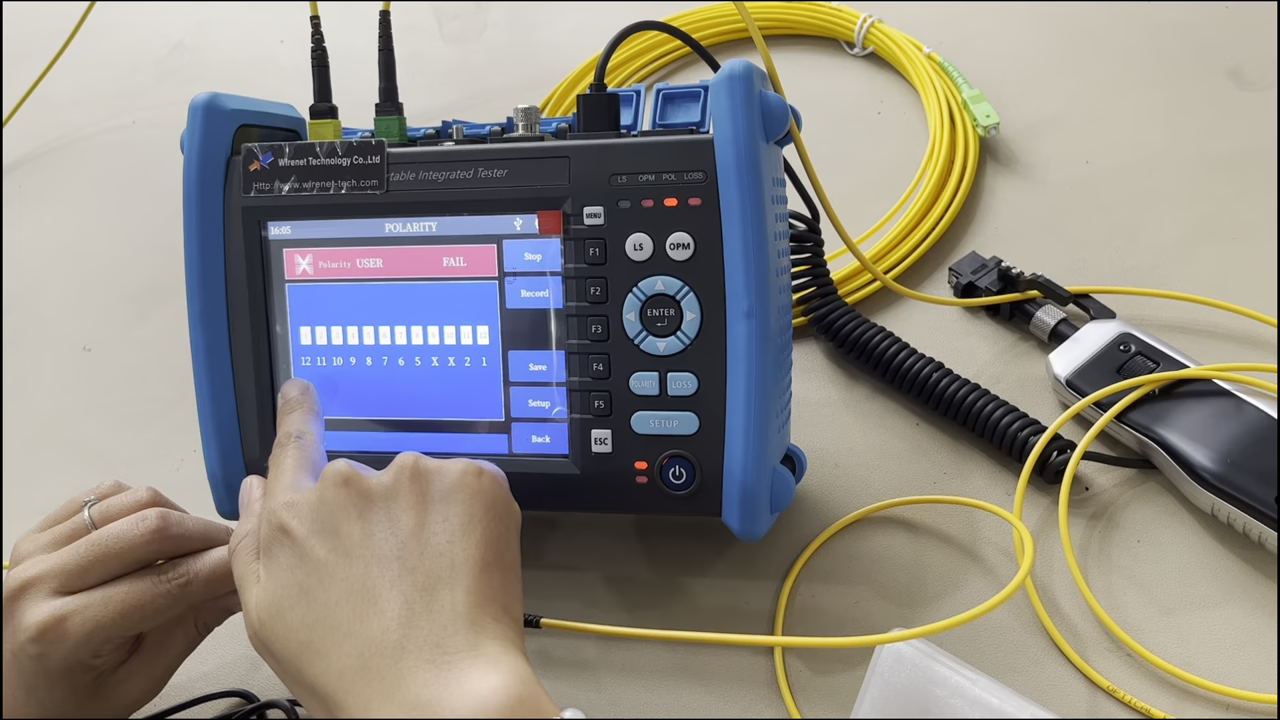 Wirenet Technology Co.,Ltd
Http://www.wirenet-tech.com
rtable Integrated Tester
LS OPM POL LOSS
16:05 POLARITY
Polarity USER FAIL
Stop
Record
12 11 10 9 8 7 6 5 X X 2 1
Save
Setup
Back
MENU
F1
F2
F3
F4
F5
ESC
LS
OPM
ENTER
POLARITY
LOSS
SETUP